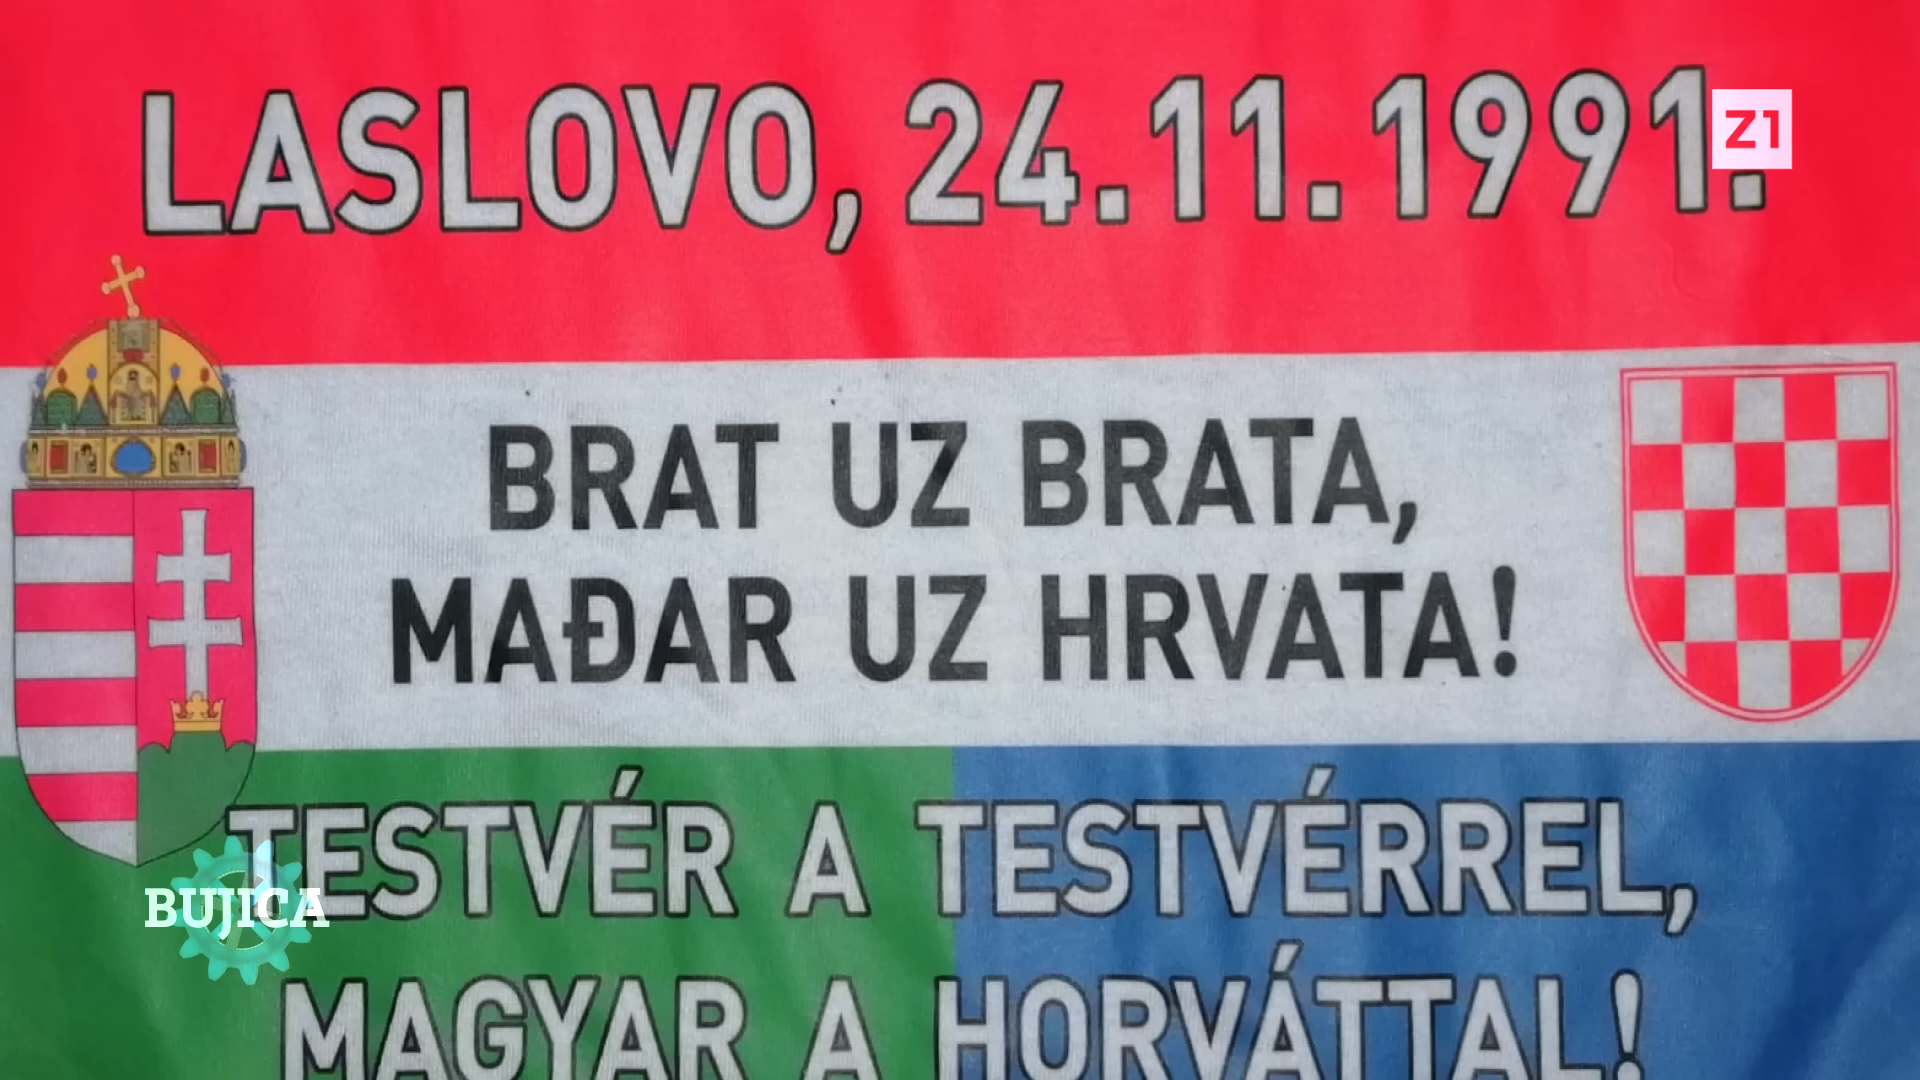 LASLOVO, 24.11.1991.
Z1
BRAT UZ BRATA,
MAĐAR UZ HRVATA!
TESTVÉR A TESTVÉRREL,
BUJICA
MAGYAR A HORVÁTTAL!